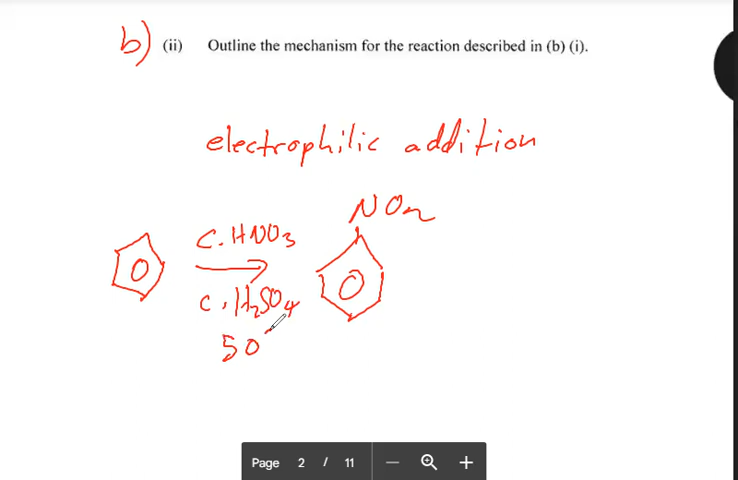 b) (ii) Outline the mechanism for the reaction described in (b) (i).
electrophilic addition
NO2
C. HNO3
C. H2SO4
50
Page 2 / 11